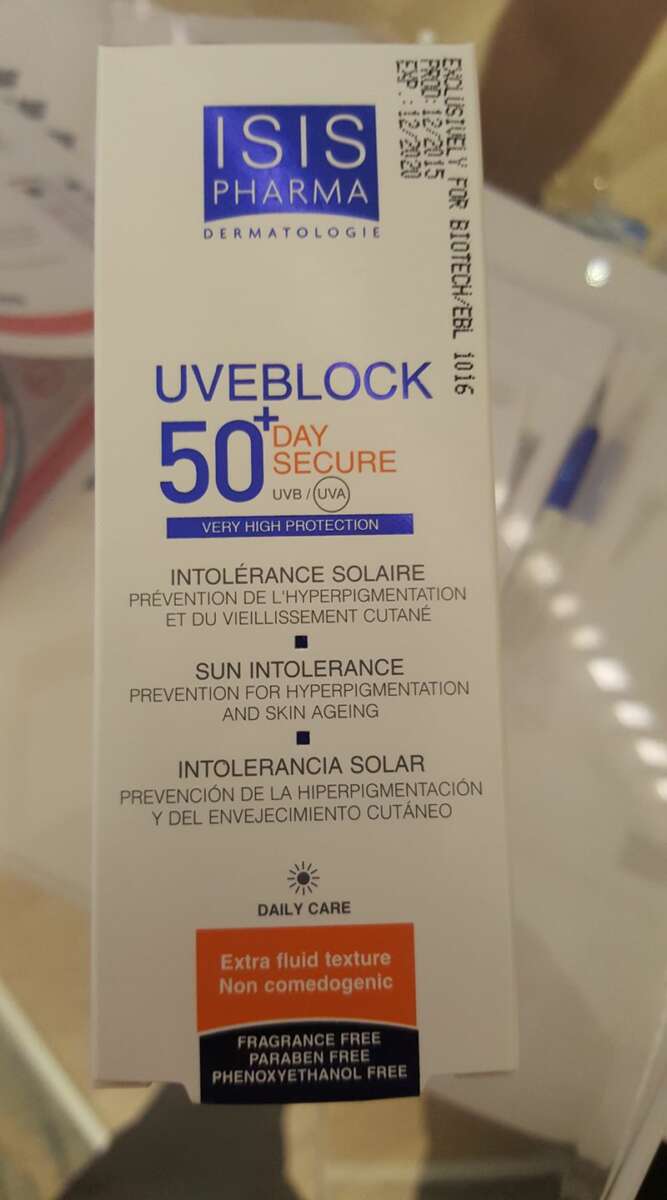 ISIS
PHARMA
DERMATOLOGIE
EXCLUSIVELY FOR BIOTECH/EBL 1016
PROD:12/2015
EXP.:12/2020
UVEBLOCK
50+
DAY
SECURE
UVB / UVA
VERY HIGH PROTECTION
INTOLÉRANCE SOLAIRE
PRÉVENTION DE L'HYPERPIGMENTATION
ET DU VIEILLISSEMENT CUTANÉ
SUN INTOLERANCE
PREVENTION FOR HYPERPIGMENTATION
AND SKIN AGEING
INTOLERANCIA SOLAR
PREVENCIÓN DE LA HIPERPIGMENTACIÓN
Y DEL ENVEJECIMIENTO CUTÁNEO
DAILY CARE
Extra fluid texture
Non comedogenic
FRAGRANCE FREE
PARABEN FREE
PHENOXYETHANOL FREE